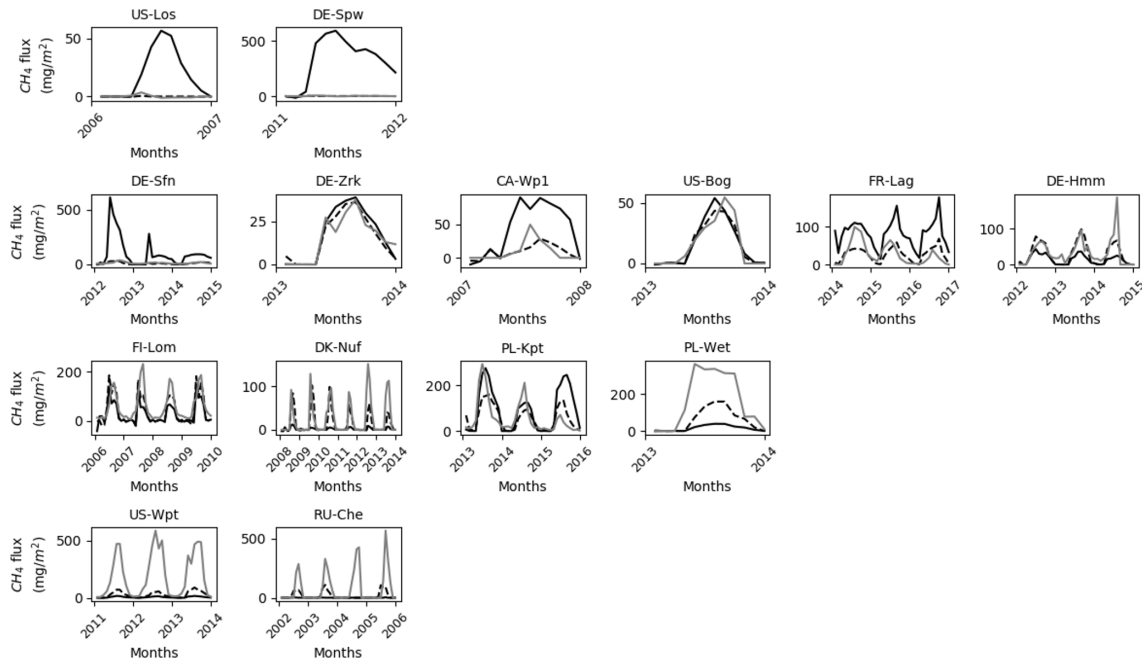 US-Los DE-Spw
CH₄ flux
(mg/m²)
50
0
500
0
2006 2007 2011 2012
Months Months
DE-Sfn DE-Zrk CA-Wp1 US-Bog FR-Lag DE-Hmm
CH₄ flux
(mg/m²)
500
0
25
0
50
0
50
0
100
0
100
0
2012 2013 2014 2015 2013 2014 2007 2008 2013 2014 2014 2015 2016 2017 2012 2013 2014 2015
Months Months Months Months Months Months
FI-Lom DK-Nuf PL-Kpt PL-Wet
CH₄ flux
(mg/m²)
200
0
100
0
200
0
200
0
2006 2007 2008 2009 2010 2008 2009 2010 2011 2012 2013 2014 2013 2014 2015 2016 2013 2014
Months Months Months Months
US-Wpt RU-Che
CH₄ flux
(mg/m²)
500
0
500
0
2011 2012 2013 2014 2002 2003 2004 2005 2006
Months Months